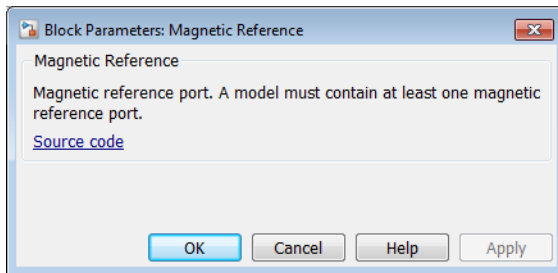 Block Parameters: Magnetic Reference
Magnetic Reference
Magnetic reference port. A model must contain at least one magnetic
reference port.
Source code
OK Cancel Help Apply